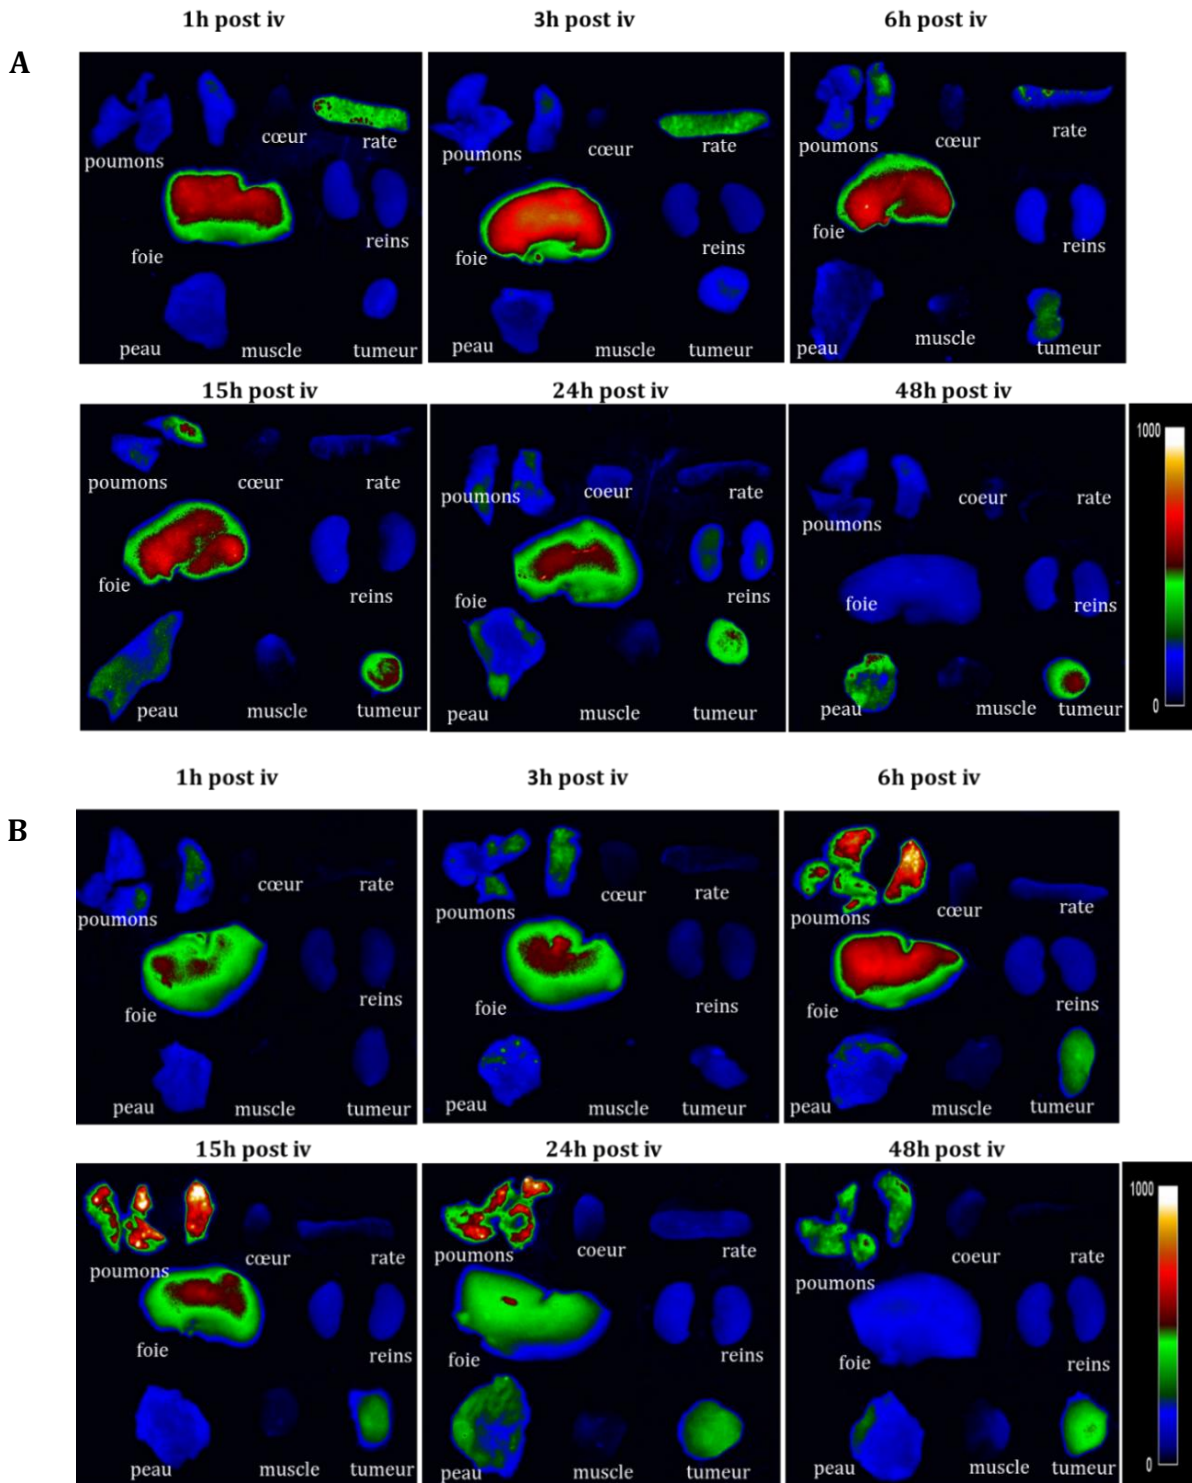 1h post iv
3h post iv
6h post iv
A
poumons
cœur
rate
foie
reins
peau
muscle
tumeur
poumons
cœur
rate
foie
reins
peau
muscle
tumeur
poumons
cœur
rate
foie
reins
peau
muscle
tumeur
15h post iv
24h post iv
48h post iv
poumons
cœur
rate
foie
reins
peau
muscle
tumeur
poumons
coeur
rate
foie
reins
peau
muscle
tumeur
poumons
coeur
rate
foie
reins
peau
muscle
tumeur
1000
0
1h post iv
3h post iv
6h post iv
B
poumons
cœur
rate
foie
reins
peau
muscle
tumeur
poumons
cœur
rate
foie
reins
peau
muscle
tumeur
poumons
cœur
rate
foie
reins
peau
muscle
tumeur
15h post iv
24h post iv
48h post iv
poumons
cœur
rate
foie
reins
peau
muscle
tumeur
poumons
coeur
rate
foie
reins
peau
muscle
tumeur
poumons
coeur
rate
foie
reins
peau
muscle
tumeur
1000
0